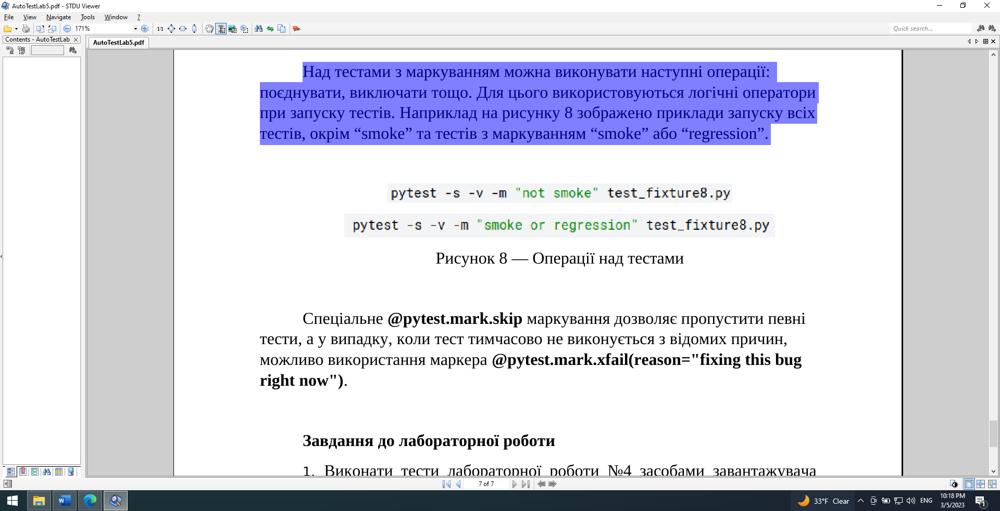 AutoTestLab5.pdf - STDU Viewer
File View Navigate Tools Window ?
171%
1:1
Quick search...
Contents - AutoTestLab
AutoTestLab5.pdf
Над тестами з маркуванням можна виконувати наступні операції:
поєднувати, виключати тощо. Для цього використовуються логічні оператори
при запуску тестів. Наприклад на рисунку 8 зображено приклади запуску всіх
тестів, окрім “smoke” та тестів з маркуванням “smoke” або “regression”.
pytest -s -v -m "not smoke" test_fixture8.py
pytest -s -v -m "smoke or regression" test_fixture8.py
Рисунок 8 — Операції над тестами
Спеціальне @pytest.mark.skip маркування дозволяє пропустити певні
тести, а у випадку, коли тест тимчасово не виконується з відомих причин,
можливо використання маркера @pytest.mark.xfail(reason="fixing this bug
right now").
Завдання до лабораторної роботи
1. Виконати тести лабораторної роботи №4 засобами завантажувача
7 of 7
33°F Clear
ENG
10:18 PM
3/5/2023
1